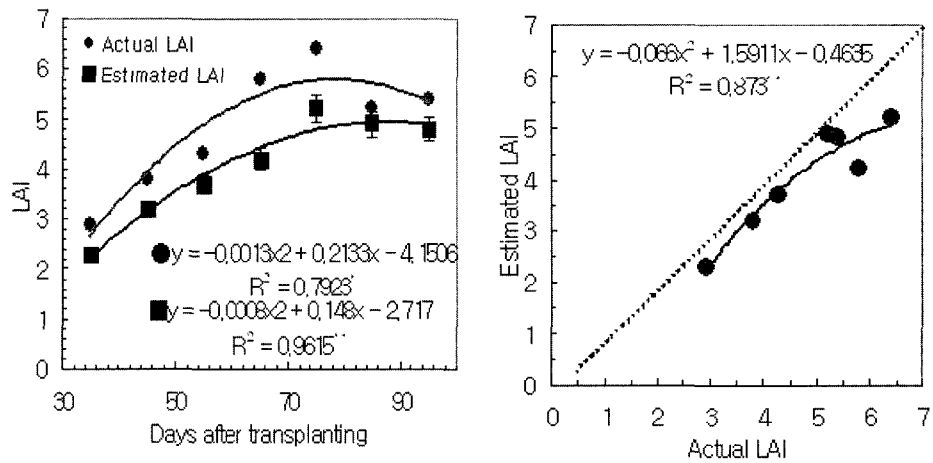 7
6
5
4
3
2
1
0
LAI
Actual LAI
Estimated LAI
y = -0,0013x2 + 0,2133x - 4,1506
R² = 0,7923*
y = -0,0008x2 + 0,148x - 2,717
R² = 0,9615**
30 50 70 90
Days after transplanting
7
6
5
4
3
2
1
0
Estimated LAI
y = -0,066x² + 1,5911x - 0,4635
R² = 0,873**
0 1 2 3 4 5 6 7
Actual LAI